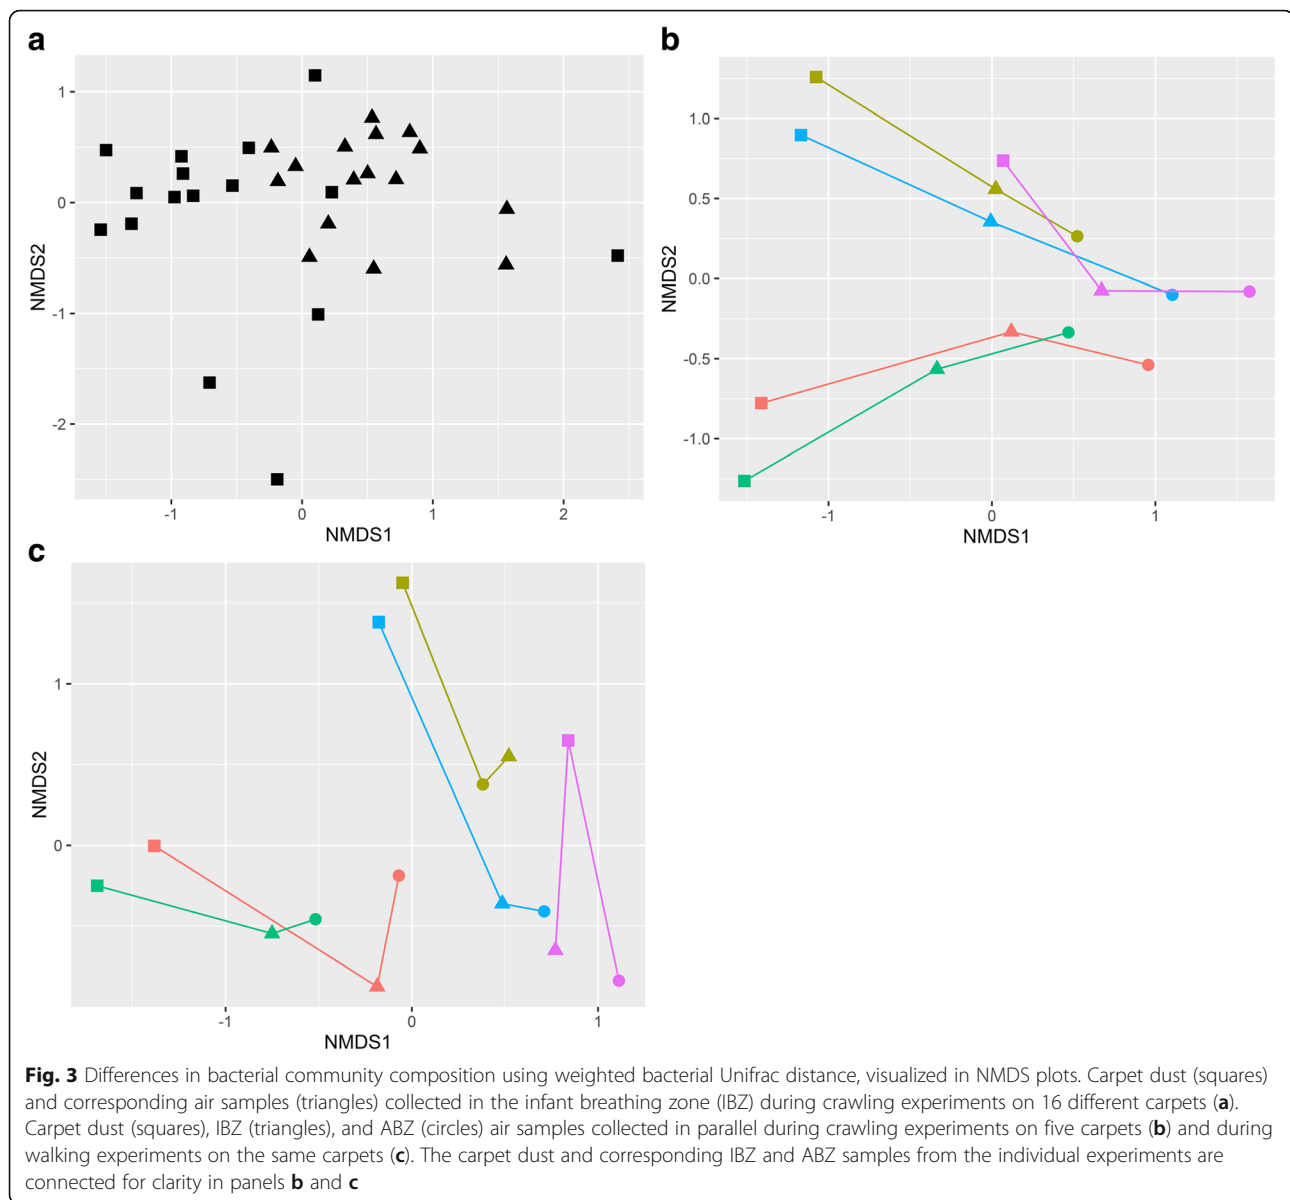 a
1
0
-1
-2
NMDS2
-1
0
1
2
NMDS1
b
1.0
0.5
0.0
-0.5
-1.0
NMDS2
-1
0
1
NMDS1
c
1
0
NMDS2
-1
0
1
NMDS1
Fig. 3 Differences in bacterial community composition using weighted bacterial Unifrac distance, visualized in NMDS plots. Carpet dust (squares)
and corresponding air samples (triangles) collected in the infant breathing zone (IBZ) during crawling experiments on 16 different carpets (a).
Carpet dust (squares), IBZ (triangles), and ABZ (circles) air samples collected in parallel during crawling experiments on five carpets (b) and during
walking experiments on the same carpets (c). The carpet dust and corresponding IBZ and ABZ samples from the individual experiments are
connected for clarity in panels b and c